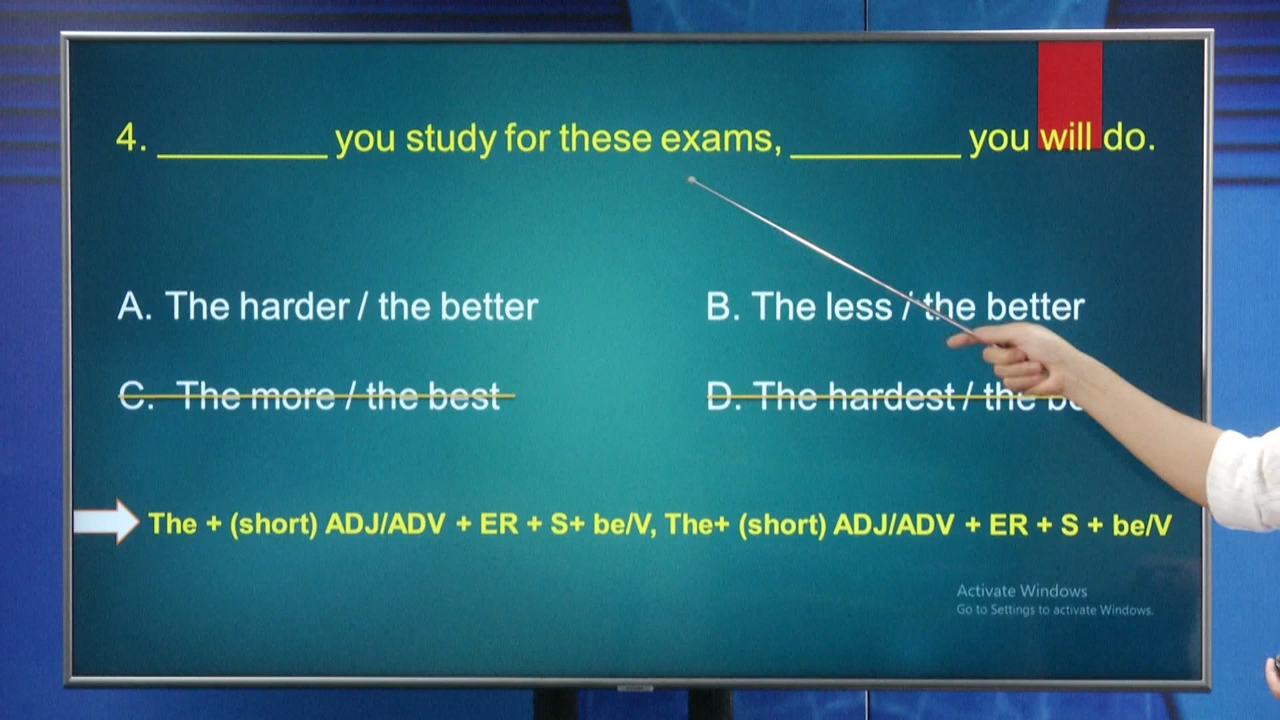 4. ________ you study for these exams, ________ you will do.
A. The harder / the better
B. The less / the better
C. The more / the best
D. The hardest / the
The + (short) ADJ/ADV + ER + S+ be/V, The+ (short) ADJ/ADV + ER + S + be/V
Activate Windows
Go to Settings to activate Windows.